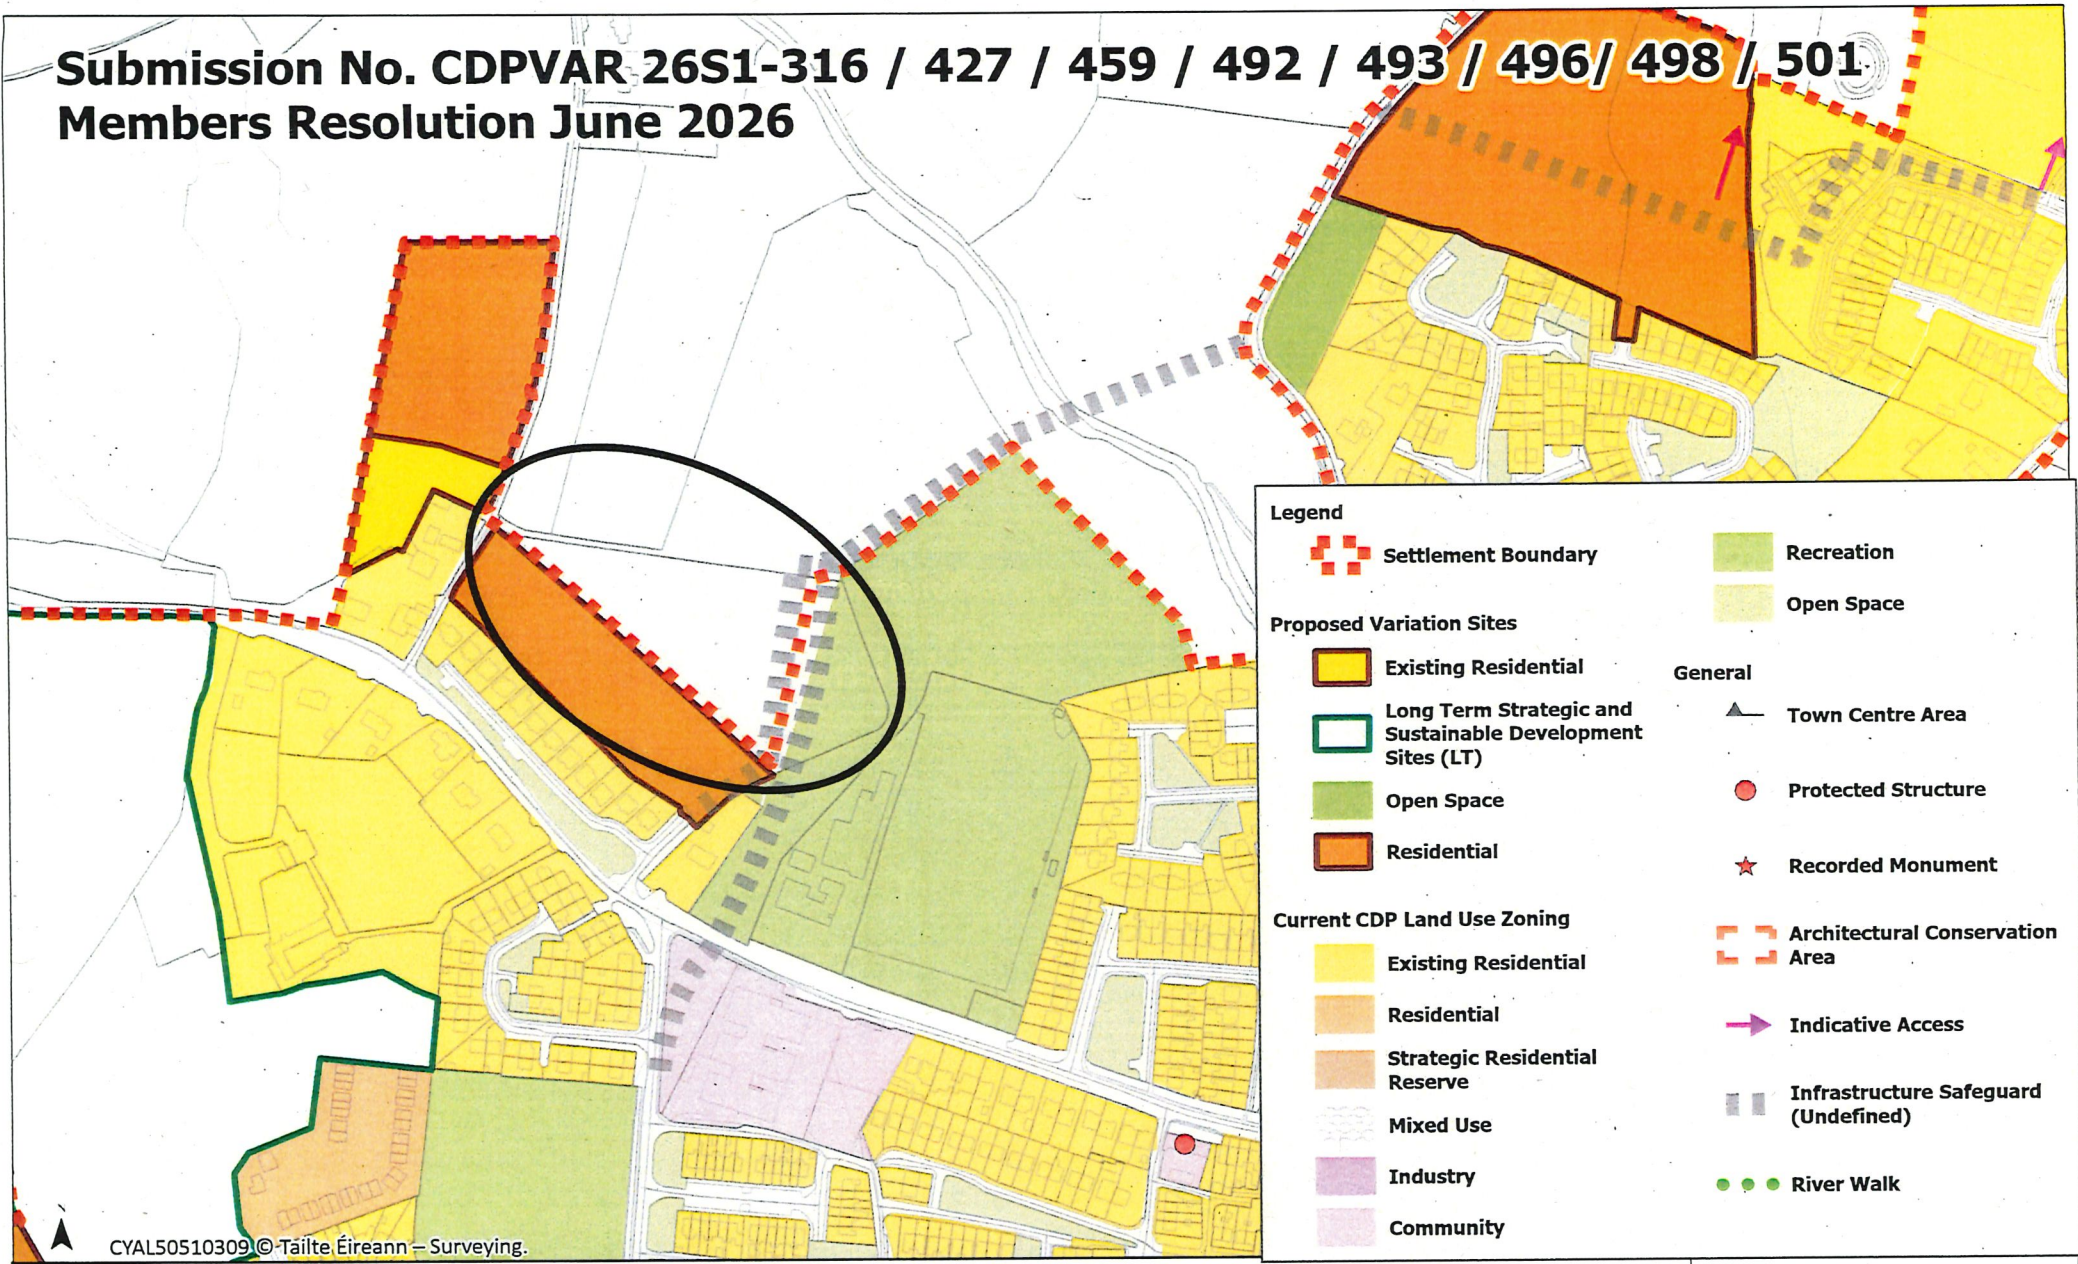 Submission No. CDPVAR 26S1-316 / 427 / 459 / 492 / 493 / 496/ 498 / 501
Members Resolution June 2026
Legend
Settlement Boundary
Proposed Variation Sites
Existing Residential
Long Term Strategic and
Sustainable Development
Sites (LT)
Open Space
Residential
Current CDP Land Use Zoning
Existing Residential
Residential
Strategic Residential
Reserve
Mixed Use
Industry
Community
Recreation
Open Space
General
Town Centre Area
Protected Structure
Recorded Monument
Architectural Conservation
Area
Indicative Access
Infrastructure Safeguard
(Undefined)
River Walk
CYAL50510309 © Tailte Éireann – Surveying.